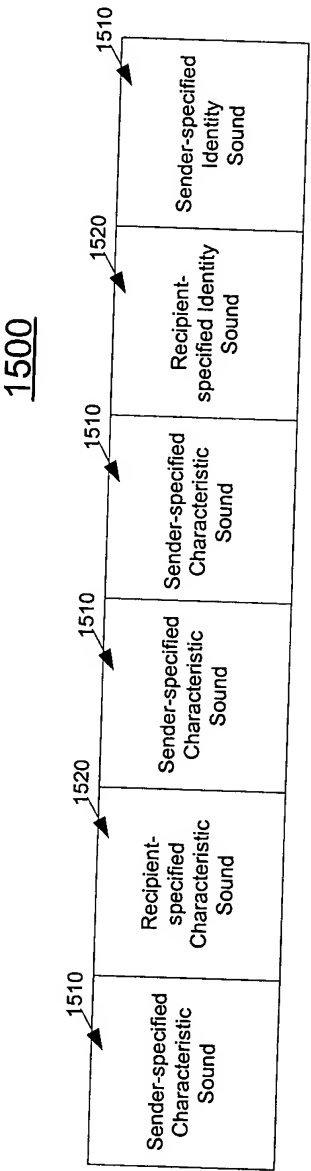 1500
1510
Sender-specified
Characteristic
Sound
1520
Recipient-
specified
Characteristic
Sound
1510
Sender-specified
Characteristic
Sound
1510
Sender-specified
Characteristic
Sound
1520
Recipient-
specified Identity
Sound
1510
Sender-specified
Identity
Sound